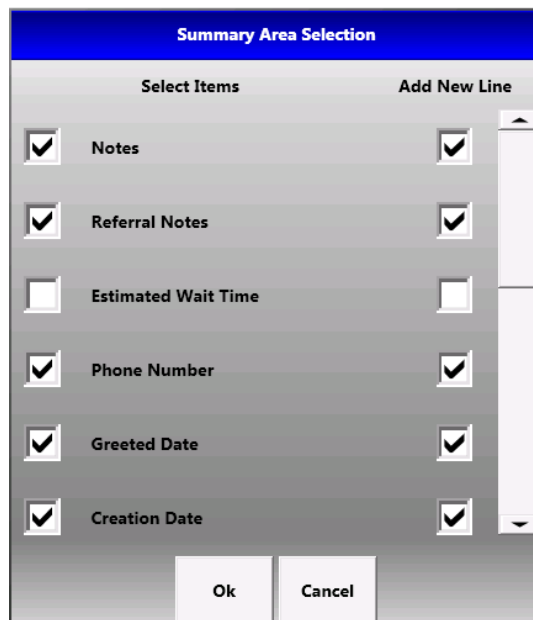 Summary Area Selection
Select Items Add New Line
Notes
Referral Notes
Estimated Wait Time
Phone Number
Greeted Date
Creation Date
Ok Cancel